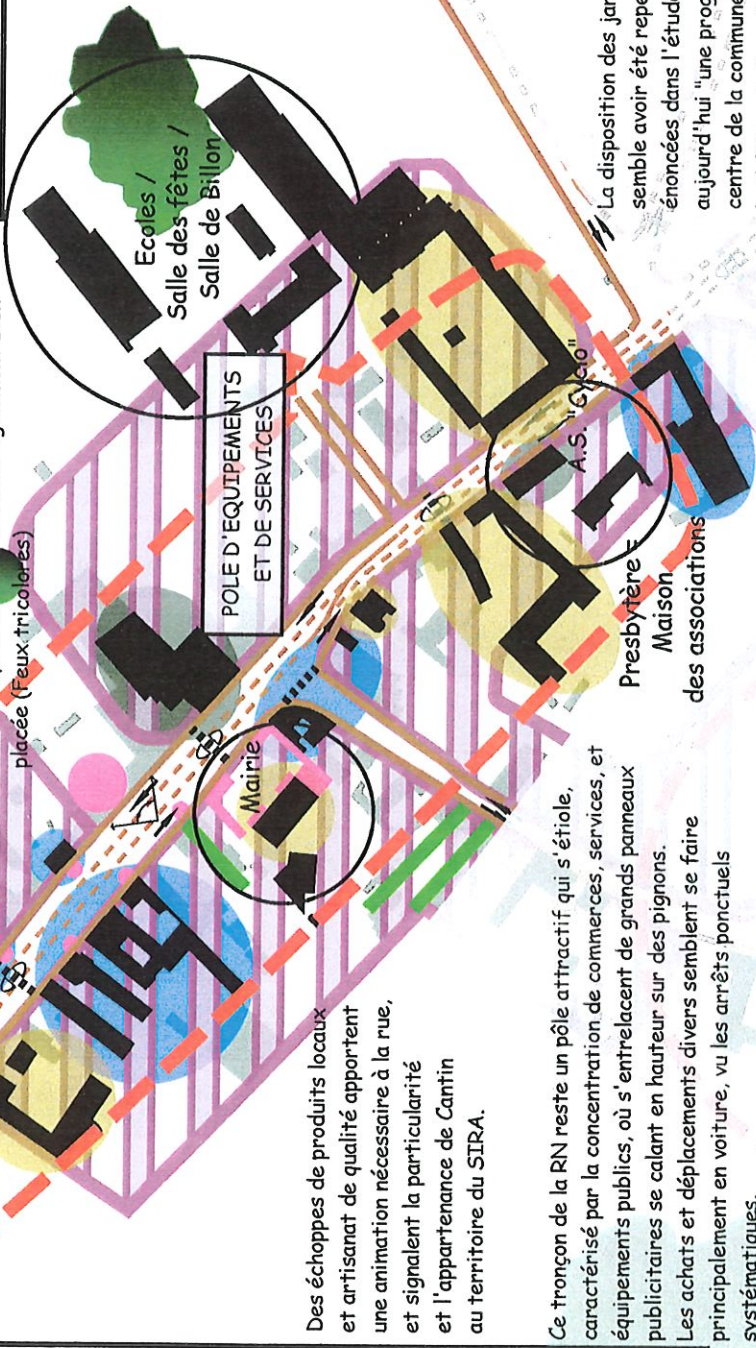 placée (Feux tricolores)
Ecoles /
Salle des fêtes /
Salle de Billon
POLE D'EQUIPEMENTS
ET DE SERVICES
Mairie
A.S. "Cyclo"
Presbytère =
Maison
des associations
Des échoppes de produits locaux
et artisanat de qualité apportent
une animation nécessaire à la rue,
et signalent la particularité
et l'appartenance de Cantin
au territoire du SIRA.
Ce tronçon de la RN reste un pôle attractif qui s'étiole,
caractérisé par la concentration de commerces, services, et
équipements publics, où s'entrelacent de grands panneaux
publicitaires se calant en hauteur sur des pignons.
Les achats et déplacements divers semblent se faire
principalement en voiture, vu les arrêts ponctuels
systématiques.
La disposition des jar
semble avoir été repe
énoncées dans l'étude
aujourd'hui "une prog
centre de la commune